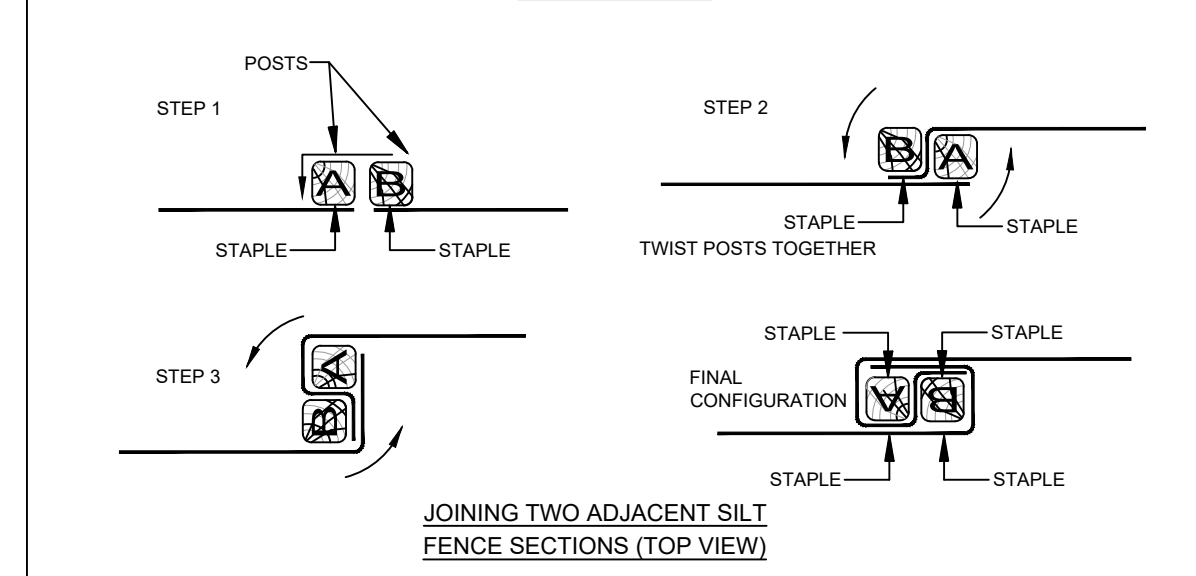 POSTS
STEP 1
A B
STAPLE STAPLE
STEP 2
B A
STAPLE STAPLE
TWIST POSTS TOGETHER
STEP 3
A
B
STAPLE STAPLE
FINAL
CONFIGURATION
A B
STAPLE STAPLE
JOINING TWO ADJACENT SILT
FENCE SECTIONS (TOP VIEW)